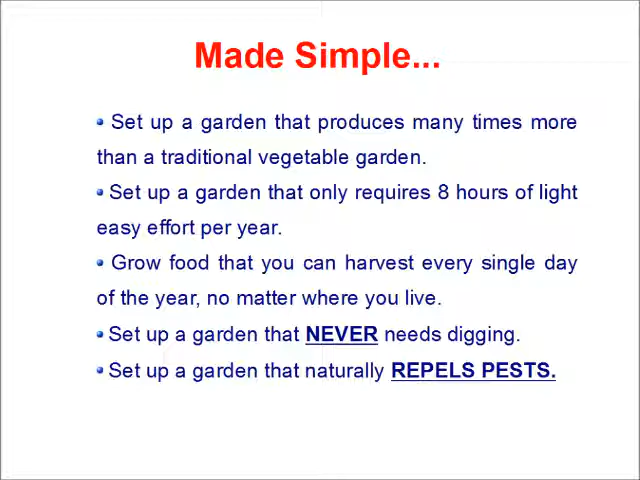 Made Simple...
• Set up a garden that produces many times more
than a traditional vegetable garden.
• Set up a garden that only requires 8 hours of light
easy effort per year.
• Grow food that you can harvest every single day
of the year, no matter where you live.
• Set up a garden that NEVER needs digging.
• Set up a garden that naturally REPELS PESTS.